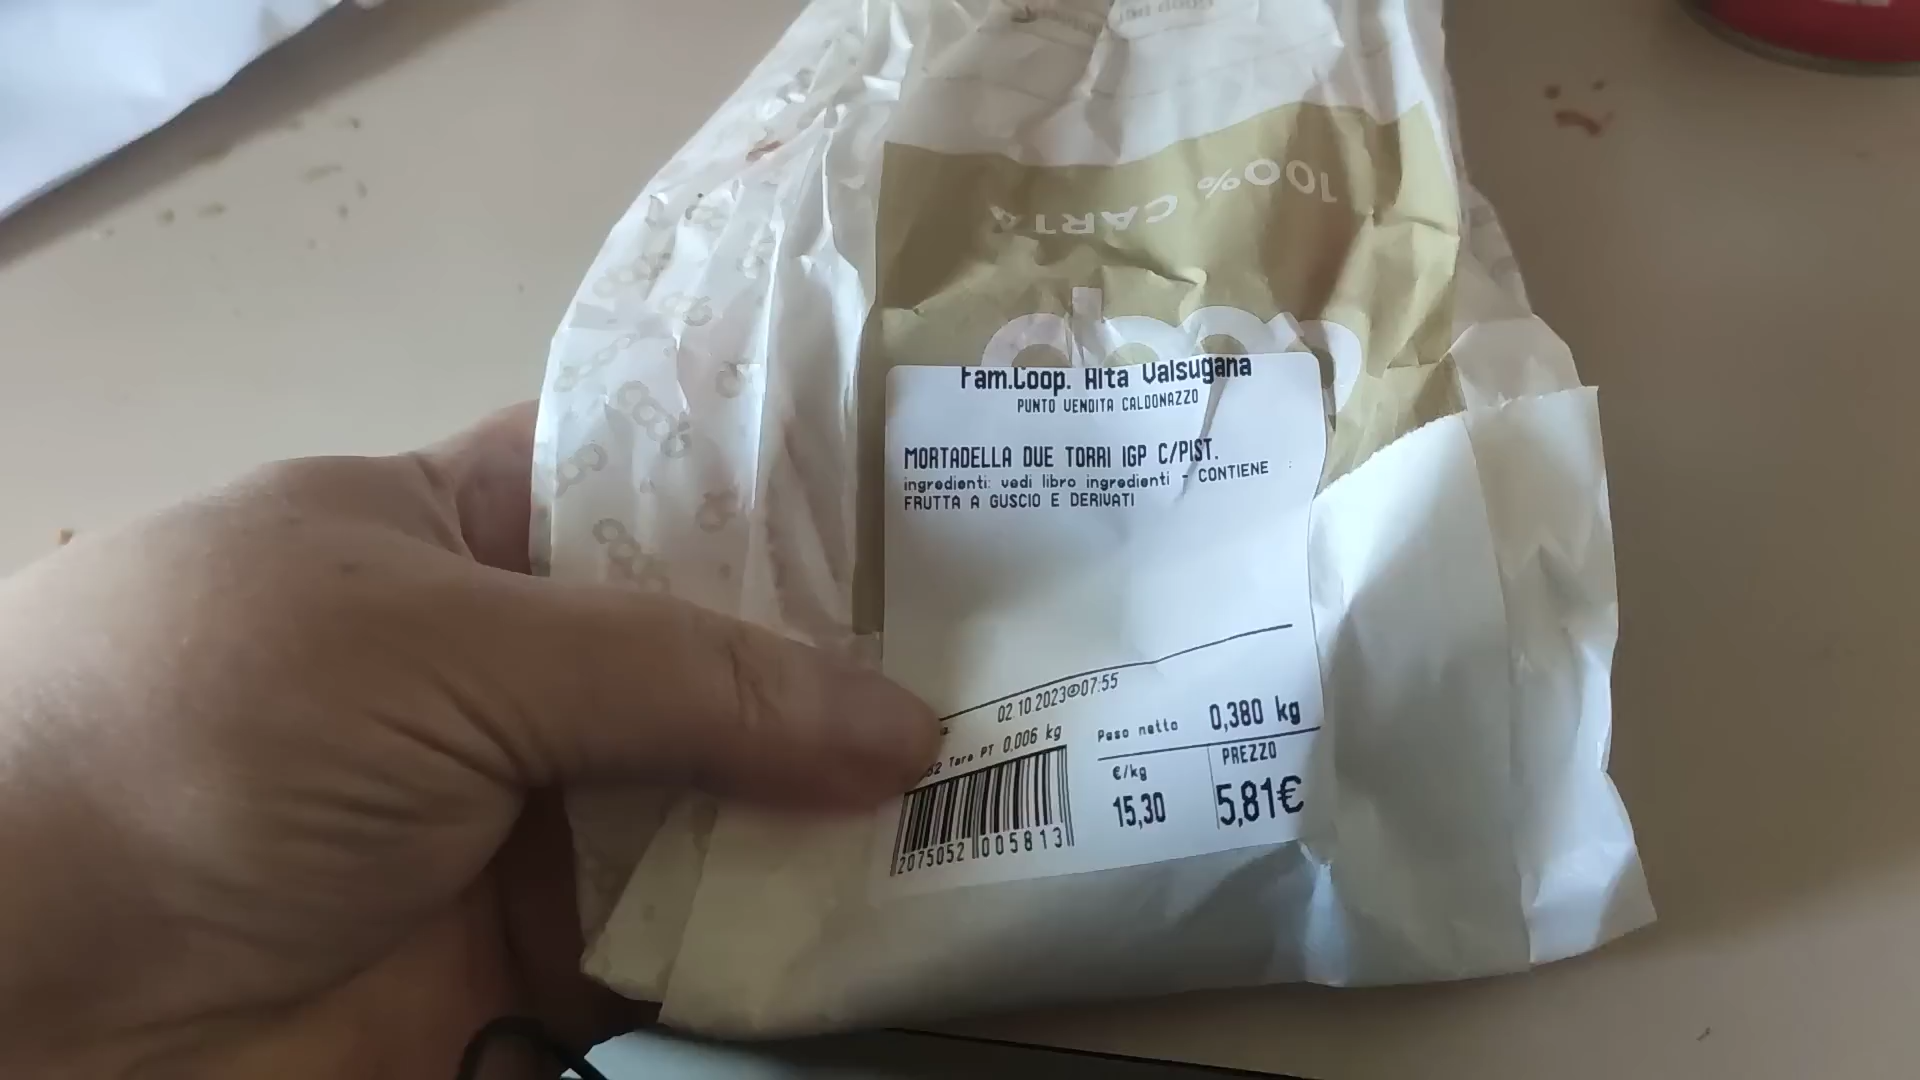 100% CARTA
coop
Fam.Coop. Alta Valsugana
PUNTO VENDITA CALDONAZZO
MORTADELLA DUE TORRI IGP C/PIST.
ingredienti: vedi libro ingredienti - CONTIENE
FRUTTA A GUSCIO E DERIVATI
02.10.2023 07:55
Tara PT 0,006 kg
Peso netto 0,380 kg
€/kg
PREZZO
15,30
5,81€
2075052 005813